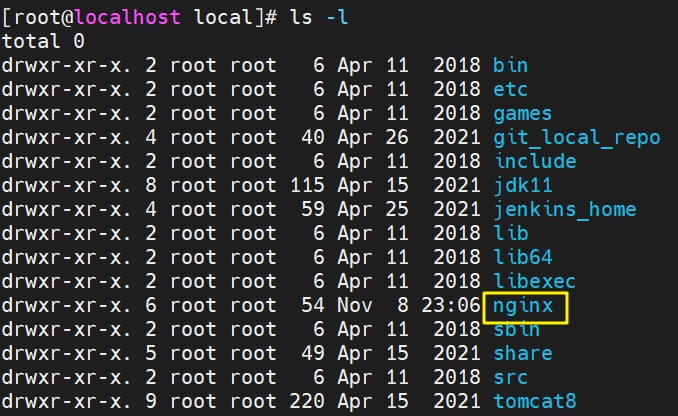 [root@localhost local]# ls -l
total 0
drwxr-xr-x. 2 root root   6 Apr 11  2018 bin
drwxr-xr-x. 2 root root   6 Apr 11  2018 etc
drwxr-xr-x. 2 root root   6 Apr 11  2018 games
drwxr-xr-x. 4 root root  40 Apr 26  2021 git_local_repo
drwxr-xr-x. 2 root root   6 Apr 11  2018 include
drwxr-xr-x. 8 root root 115 Apr 15  2021 jdk11
drwxr-xr-x. 4 root root  59 Apr 25  2021 jenkins_home
drwxr-xr-x. 2 root root   6 Apr 11  2018 lib
drwxr-xr-x. 2 root root   6 Apr 11  2018 lib64
drwxr-xr-x. 2 root root   6 Apr 11  2018 libexec
drwxr-xr-x. 6 root root  54 Nov  8 23:06 nginx
drwxr-xr-x. 2 root root   6 Apr 11  2018 sbin
drwxr-xr-x. 5 root root  49 Apr 15  2021 share
drwxr-xr-x. 2 root root   6 Apr 11  2018 src
drwxr-xr-x. 9 root root 220 Apr 15  2021 tomcat8